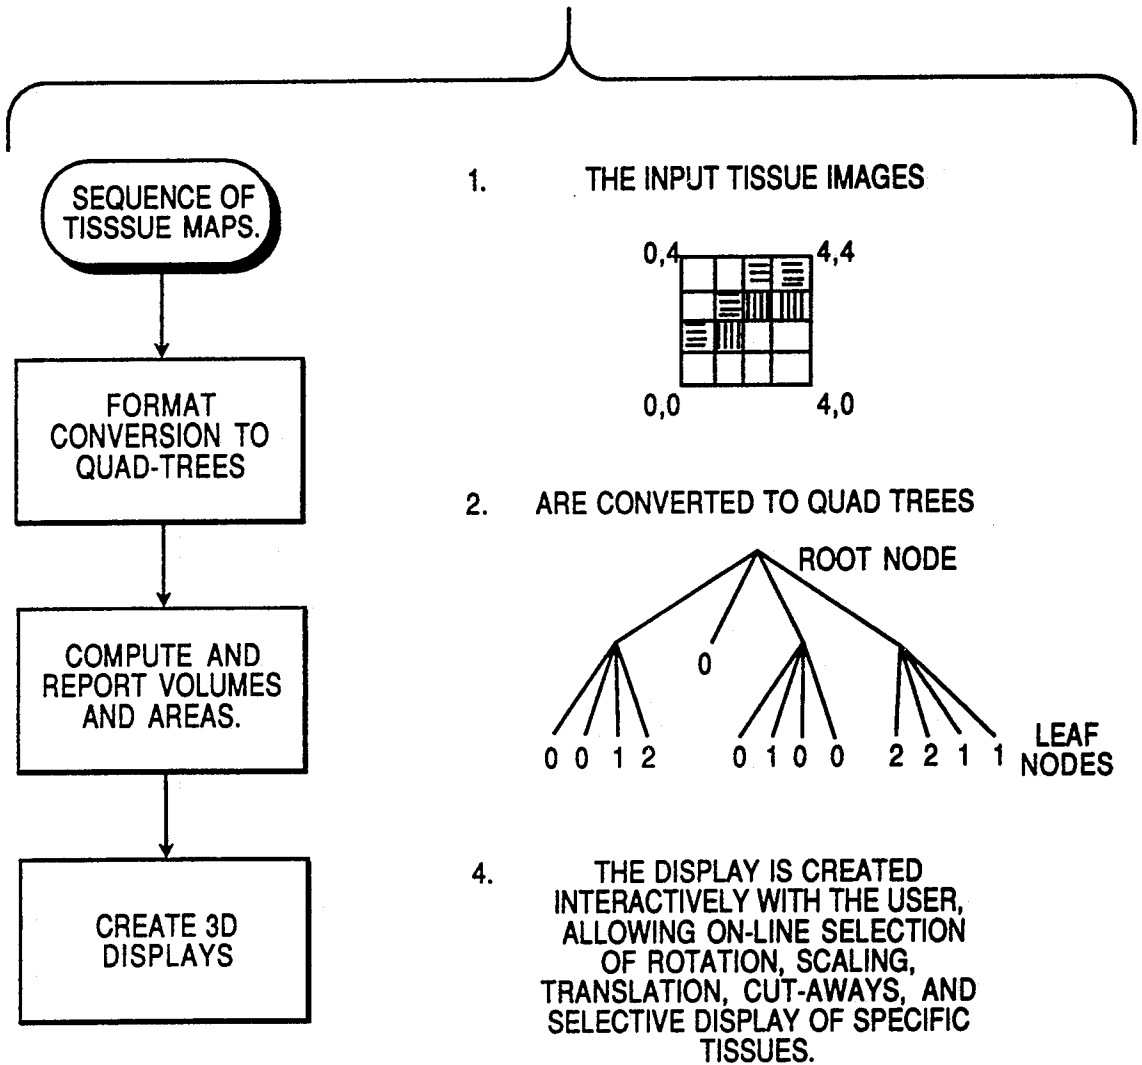 SEQUENCE OF
TISSSUE MAPS.
FORMAT
CONVERSION TO
QUAD-TREES
COMPUTE AND
REPORT VOLUMES
AND AREAS.
CREATE 3D
DISPLAYS
1. THE INPUT TISSUE IMAGES
0,4 4,4
0,0 4,0
2. ARE CONVERTED TO QUAD TREES
ROOT NODE
0
0 0 1 2 0 1 0 0 2 2 1 1
LEAF
NODES
4. THE DISPLAY IS CREATED
INTERACTIVELY WITH THE USER,
ALLOWING ON-LINE SELECTION
OF ROTATION, SCALING,
TRANSLATION, CUT-AWAYS, AND
SELECTIVE DISPLAY OF SPECIFIC
TISSUES.